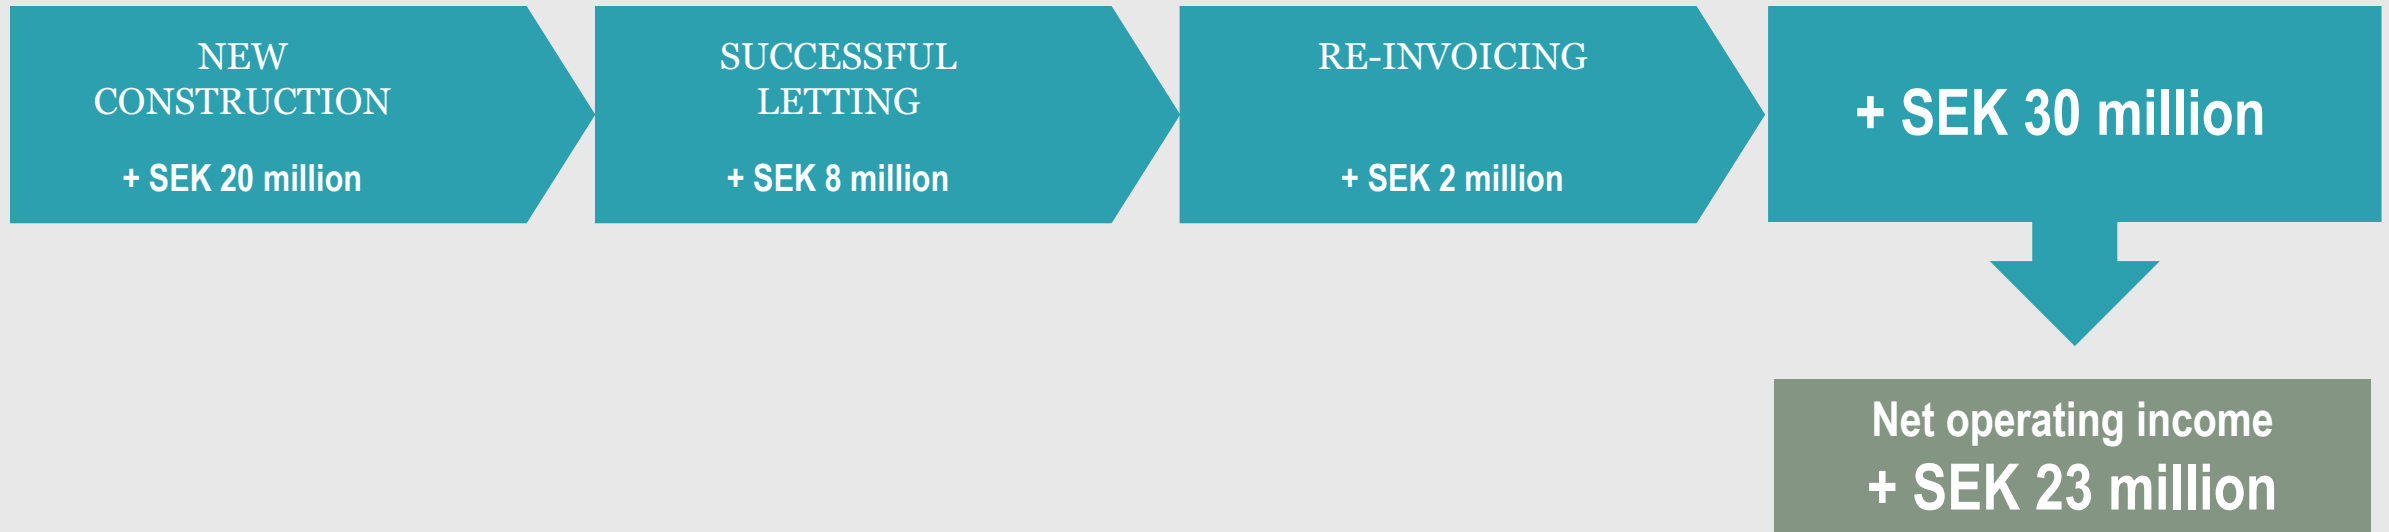 NEW
CONSTRUCTION
+ SEK 20 million
SUCCESSFUL
LETTING
+ SEK 8 million
RE-INVOICING
+ SEK 2 million
+ SEK 30 million
Net operating income
+ SEK 23 million